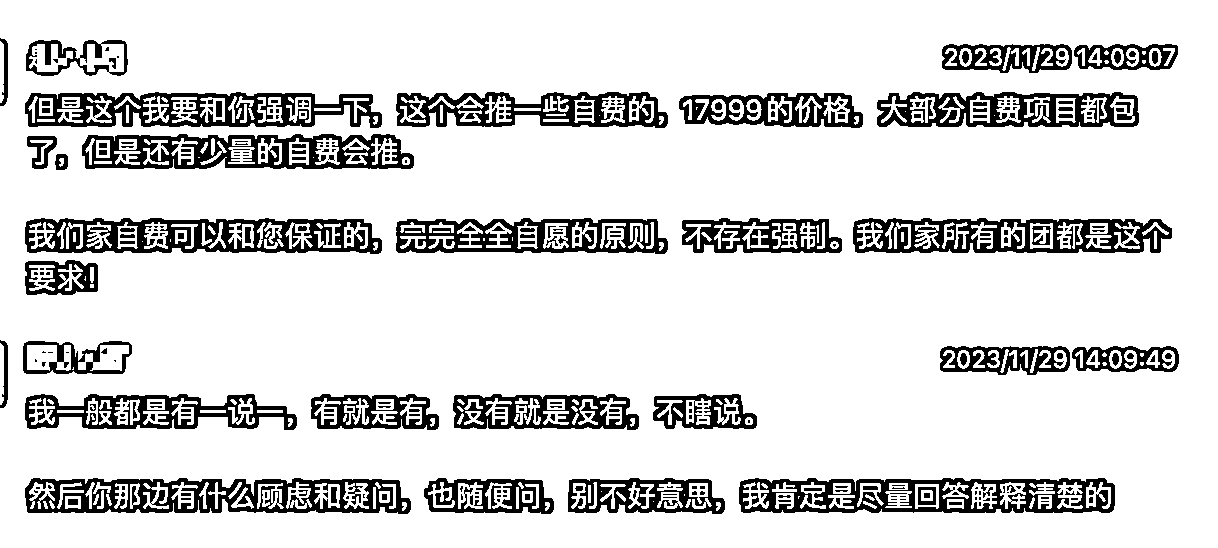 2023/11/29 14:09:07
但是这个我要和你强调一下，这个会推一些自费的，17999的价格，大部分自费项目都包
了，但是还有少量的自费会推。
我们家自费可以和您保证的，完完全全自愿的原则，不存在强制。我们家所有的团都是这个
要求！
2023/11/29 14:09:49
我一般都是有一说一，有就是有，没有就是没有，不瞎说。
然后你那边有什么顾虑和疑问，也随便问，别不好意思，我肯定是尽量回答解释清楚的